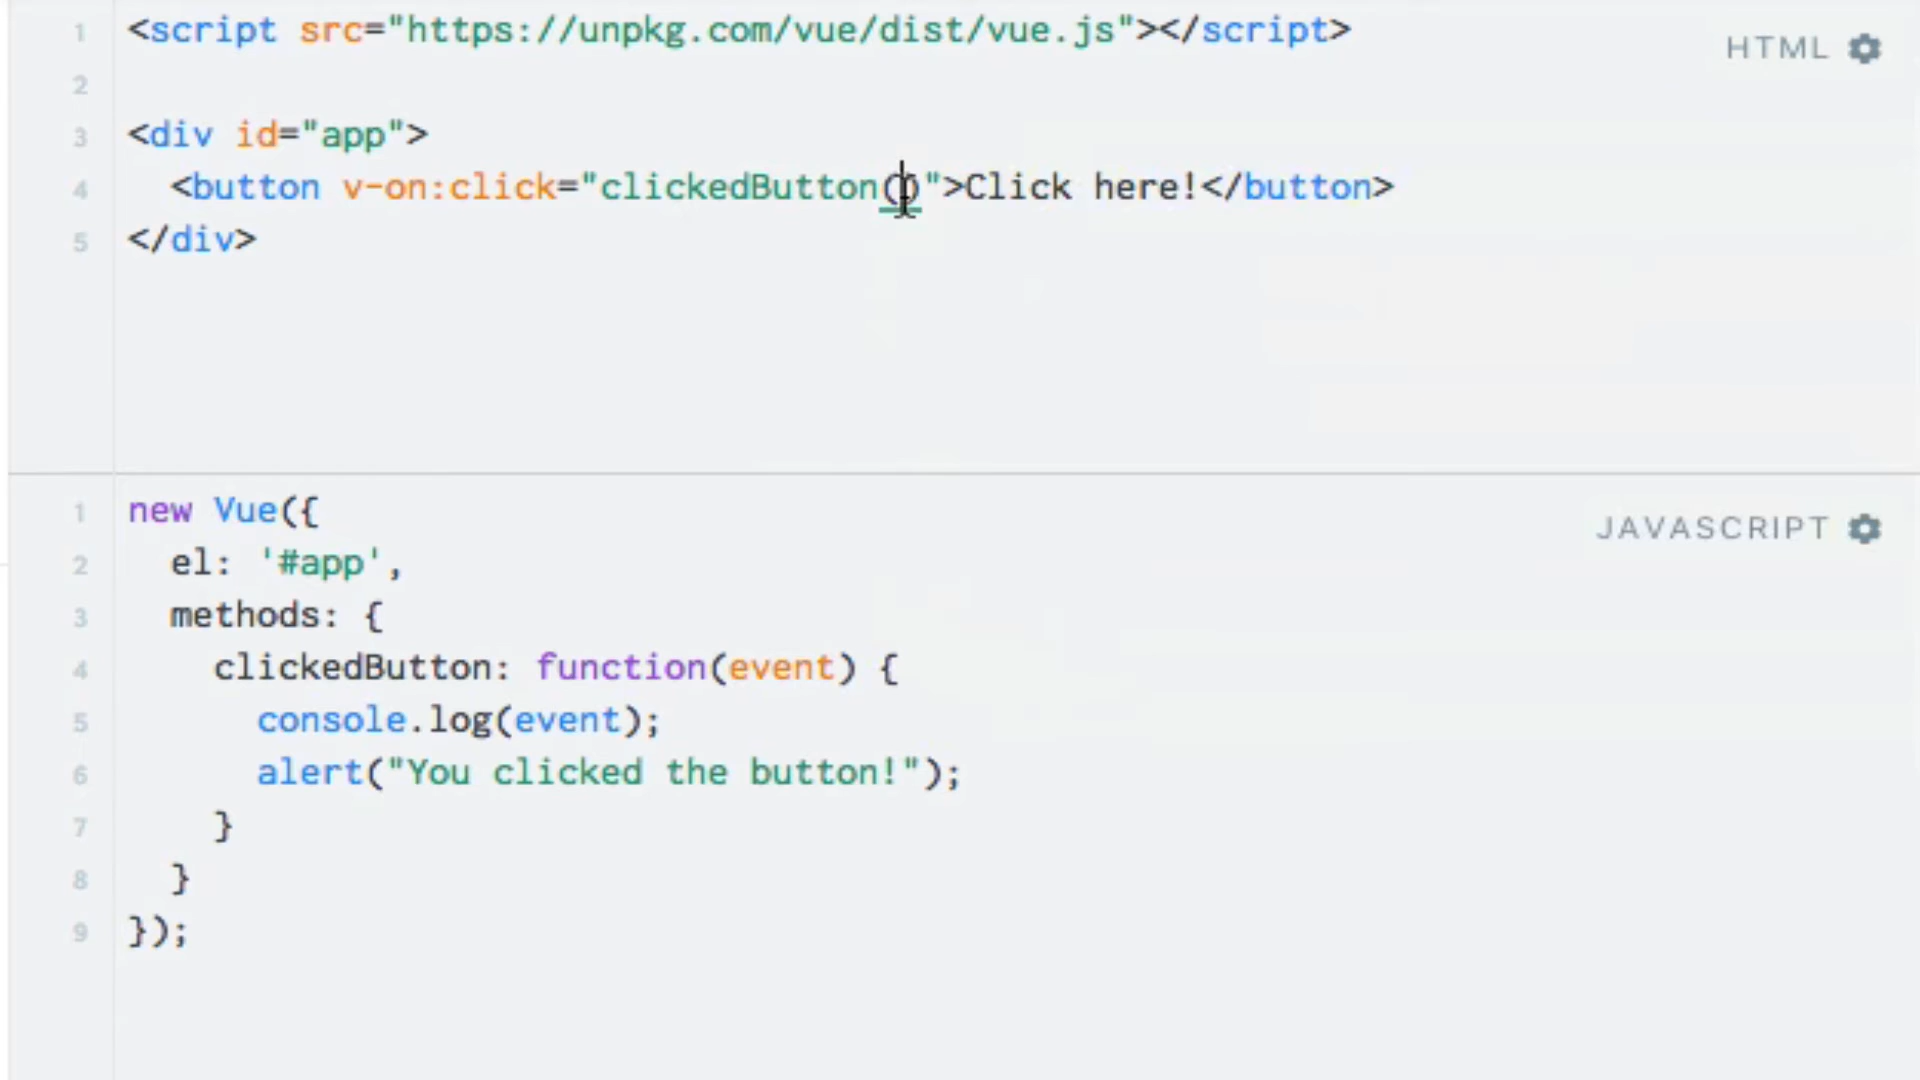 1 <script src="https://unpkg.com/vue/dist/vue.js"></script>
HTML
2
3 <div id="app">
4   <button v-on:click="clickedButton()">Click here!</button>
5 </div>
1 new Vue({
JAVASCRIPT
2   el: '#app',
3   methods: {
4     clickedButton: function(event) {
5       console.log(event);
6       alert("You clicked the button!");
7     }
8   }
9 });